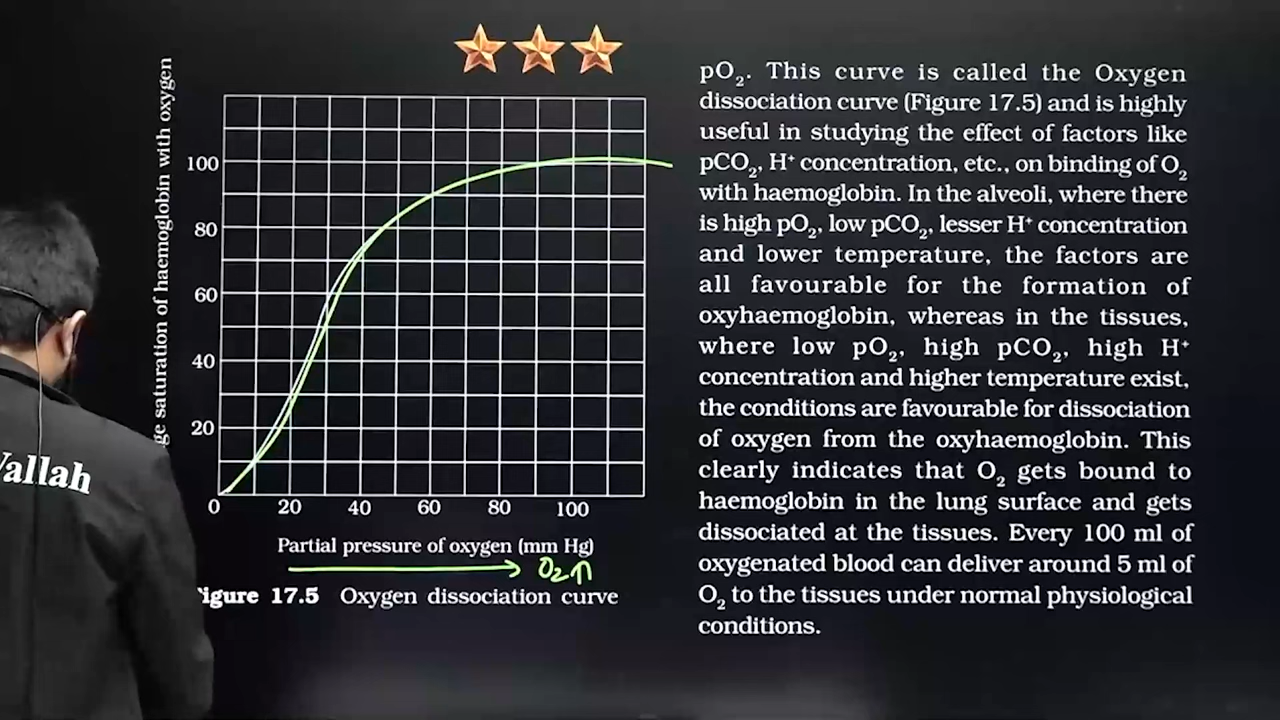 ge saturation of haemoglobin with oxygen
100
80
60
40
20
0 20 40 60 80 100
Partial pressure of oxygen (mm Hg)
O₂↑
igure 17.5 Oxygen dissociation curve
pO₂. This curve is called the Oxygen
dissociation curve (Figure 17.5) and is highly
useful in studying the effect of factors like
pCO₂, H⁺ concentration, etc., on binding of O₂
with haemoglobin. In the alveoli, where there
is high pO₂, low pCO₂, lesser H⁺ concentration
and lower temperature, the factors are
all favourable for the formation of
oxyhaemoglobin, whereas in the tissues,
where low pO₂, high pCO₂, high H⁺
concentration and higher temperature exist,
the conditions are favourable for dissociation
of oxygen from the oxyhaemoglobin. This
clearly indicates that O₂ gets bound to
haemoglobin in the lung surface and gets
dissociated at the tissues. Every 100 ml of
oxygenated blood can deliver around 5 ml of
O₂ to the tissues under normal physiological
conditions.
Wallah